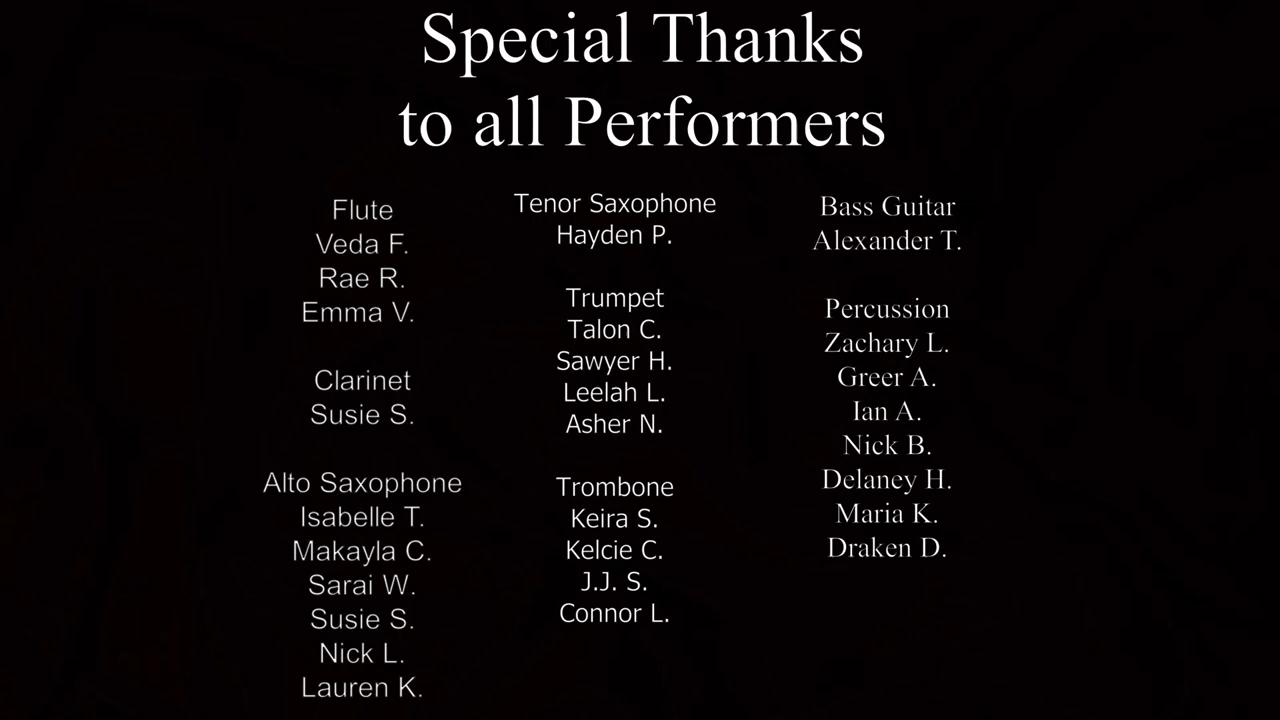 Special Thanks
to all Performers
Flute
Veda F.
Rae R.
Emma V.
Clarinet
Susie S.
Alto Saxophone
Isabelle T.
Makayla C.
Sarai W.
Susie S.
Nick L.
Lauren K.
Tenor Saxophone
Hayden P.
Trumpet
Talon C.
Sawyer H.
Leelah L.
Asher N.
Trombone
Keira S.
Kelcie C.
J.J. S.
Connor L.
Bass Guitar
Alexander T.
Percussion
Zachary L.
Greer A.
Ian A.
Nick B.
Delaney H.
Maria K.
Draken D.